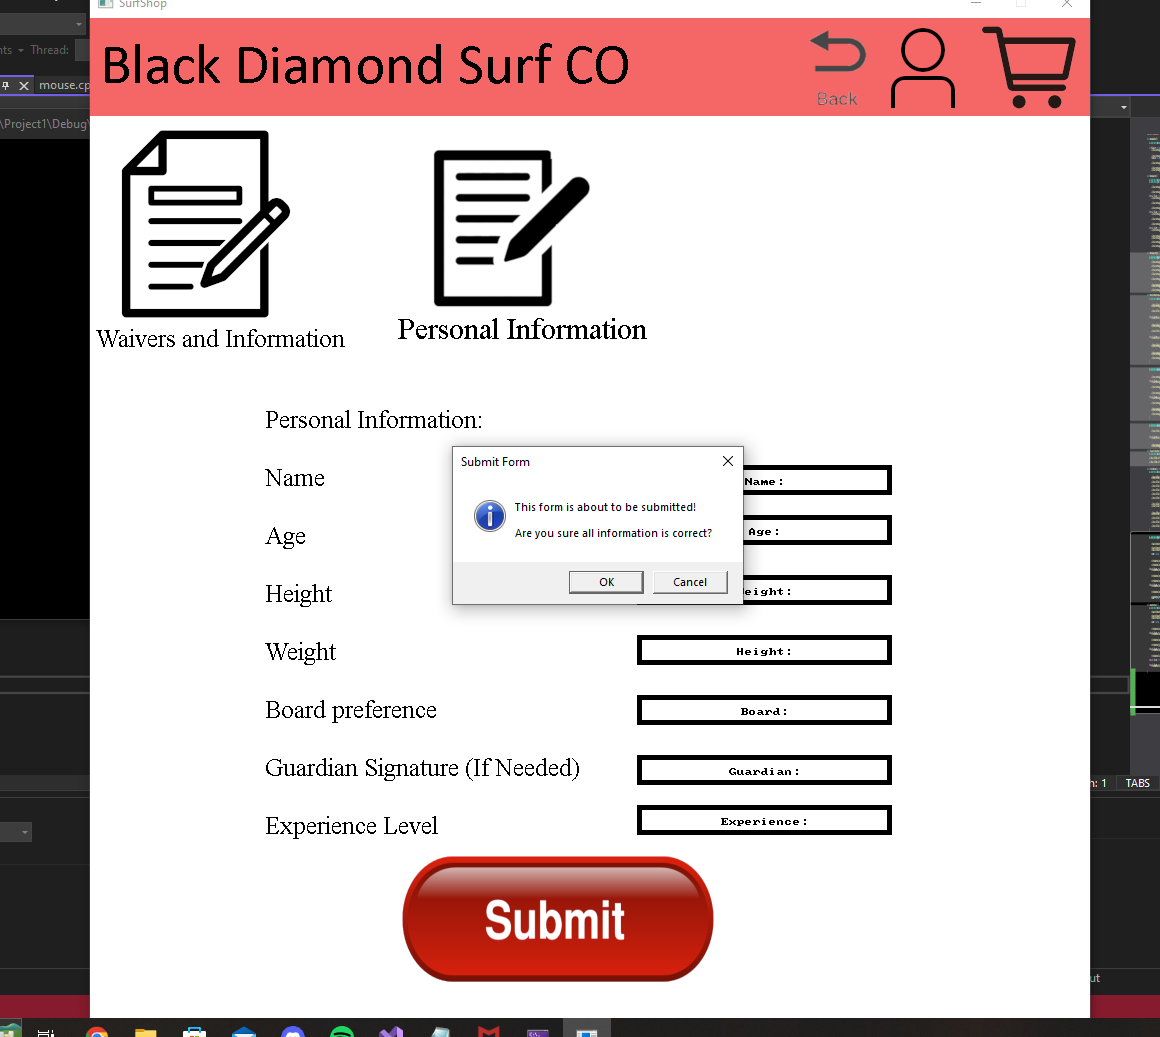 SurfShop
nts Thread:
Black Diamond Surf CO
Back
mouse.cp
\Project1\Debug\
Waivers and Information
Personal Information
Personal Information:
Submit Form
This form is about to be submitted!
Are you sure all information is correct?
OK Cancel
Name Name:
Age Age:
Height eight:
Weight Height:
Board preference Board:
Guardian Signature (If Needed) Guardian:
n: 1 TABS
Experience Level Experience:
Submit
ut